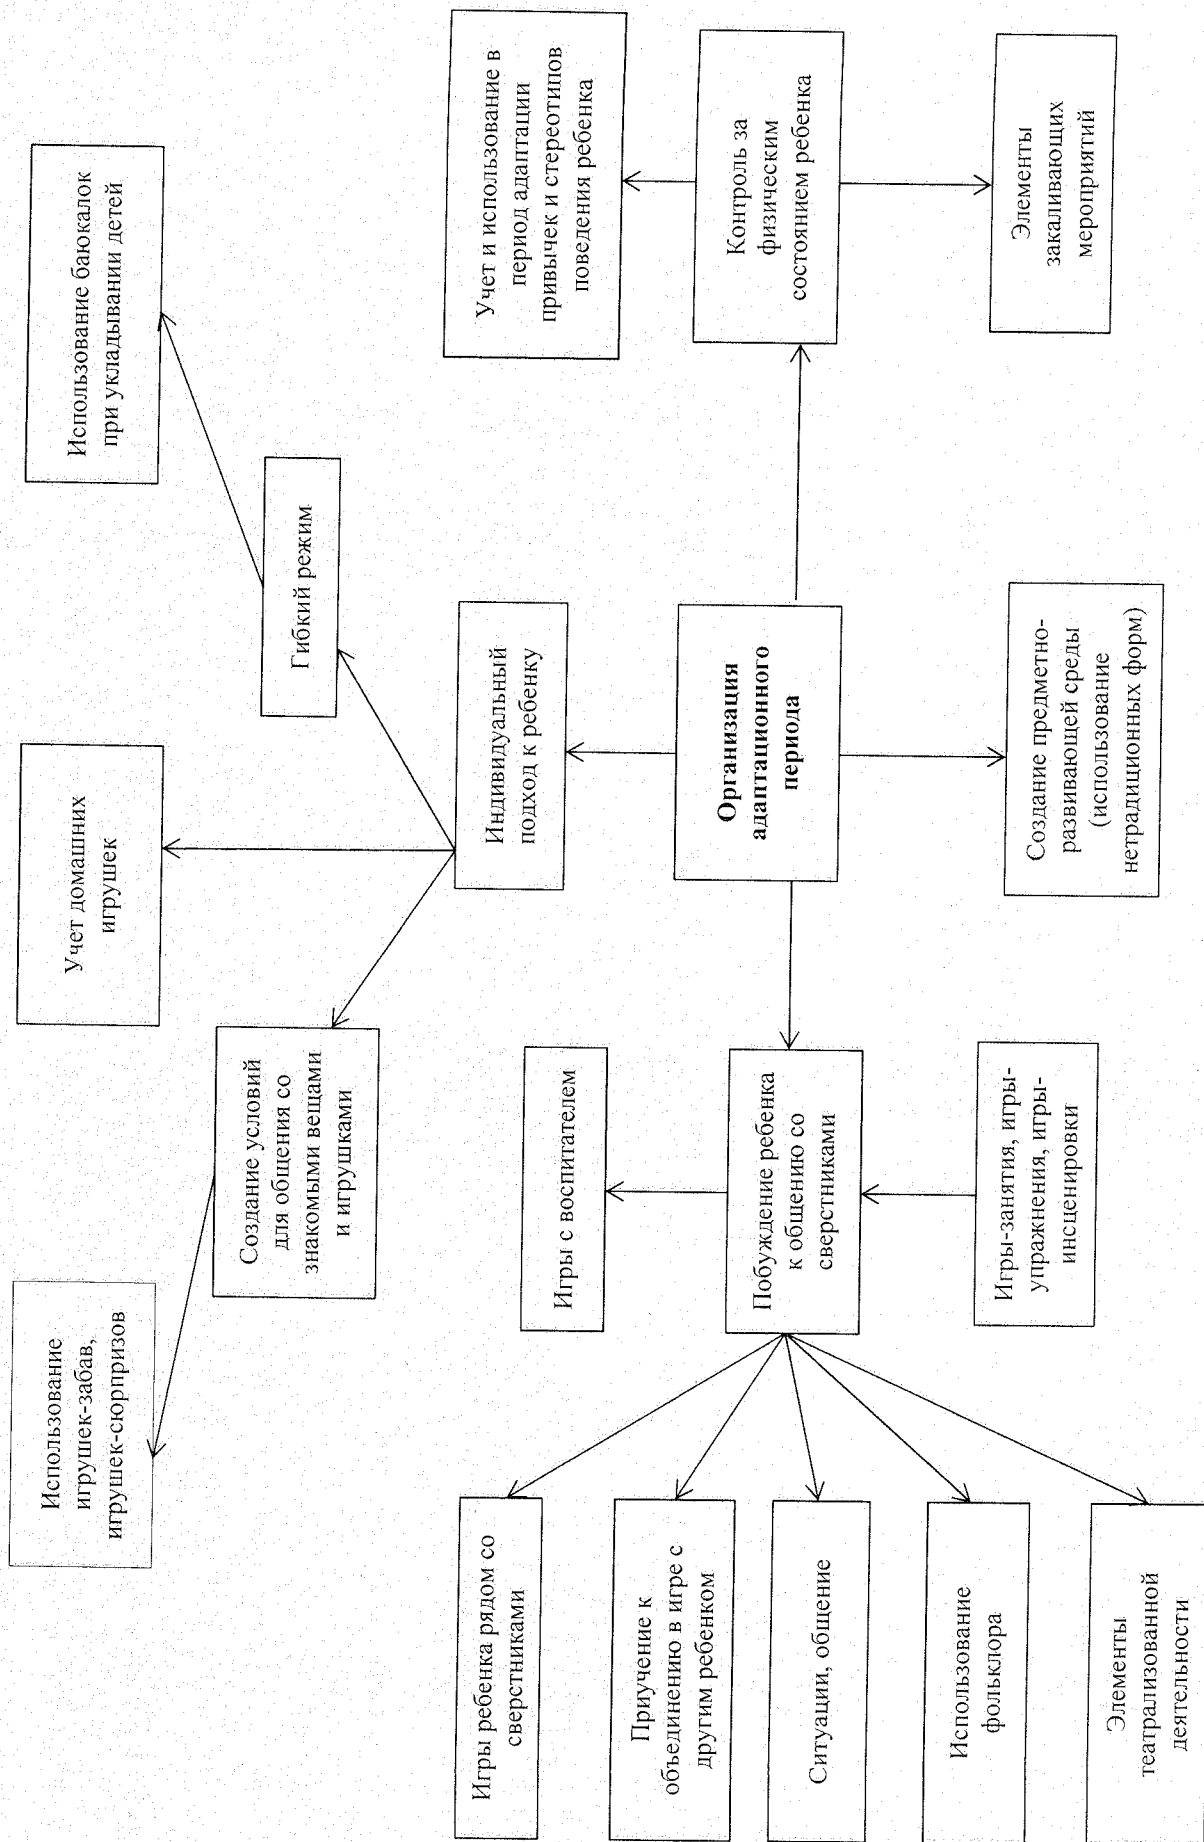 Использование
игрушек-забав,
игрушек-сюрпризов
Учет домашних
игрушек
Использование баюкалок
при укладывании детей
Создание условий
для общения со
знакомыми вещами
и игрушками
Гибкий режим
Игры ребенка рядом со
сверстниками
Игры с воспитателем
Индивидуальный
подход к ребенку
Учет и использование в
период адаптации
привычек и стереотипов
поведения ребенка
Приучение к
объединению в игре с
другим ребенком
Ситуации, общение
Побуждение ребенка
к общению со
сверстниками
Организация
адаптационного
периода
Контроль за
физическим
состоянием ребенка
Использование
фольклора
Игры-занятия, игры-
упражнения, игры-
инсценировки
Создание предметно-
развивающей среды
(использование
нетрадиционных форм)
Элементы
закаливающих
мероприятий
Элементы
театрализованной
деятельности